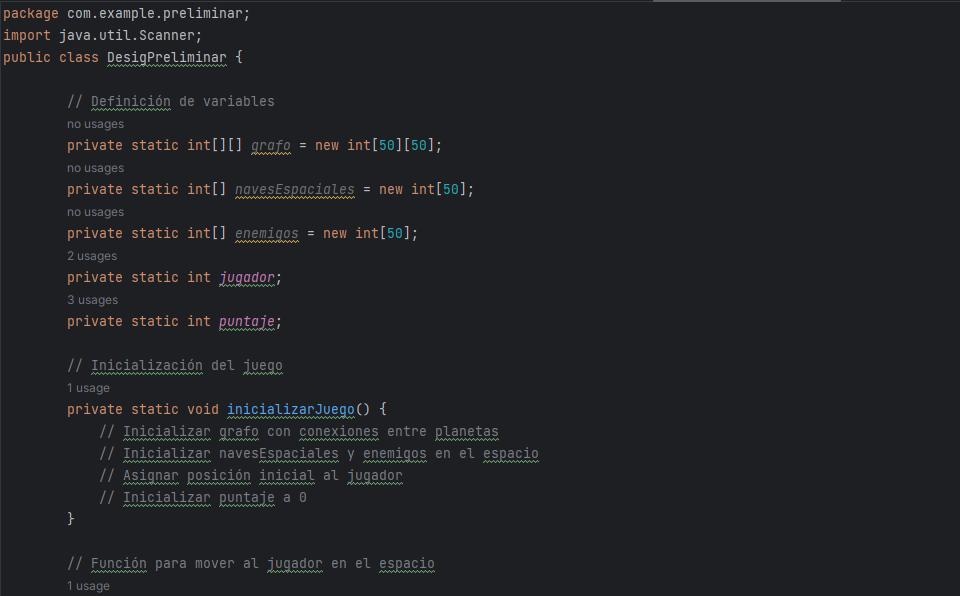 package com.example.preliminar;
import java.util.Scanner;
public class DesigPreliminar {
// Definición de variables
no usages
private static int[][] grafo = new int[50][50];
no usages
private static int[] navesEspaciales = new int[50];
no usages
private static int[] enemigos = new int[50];
2 usages
private static int jugador;
3 usages
private static int puntaje;
// Inicialización del juego
1 usage
private static void inicializarJuego() {
// Inicializar grafo con conexiones entre planetas
// Inicializar navesEspaciales y enemigos en el espacio
// Asignar posición inicial al jugador
// Inicializar puntaje a 0
}
// Función para mover al jugador en el espacio
1 usage